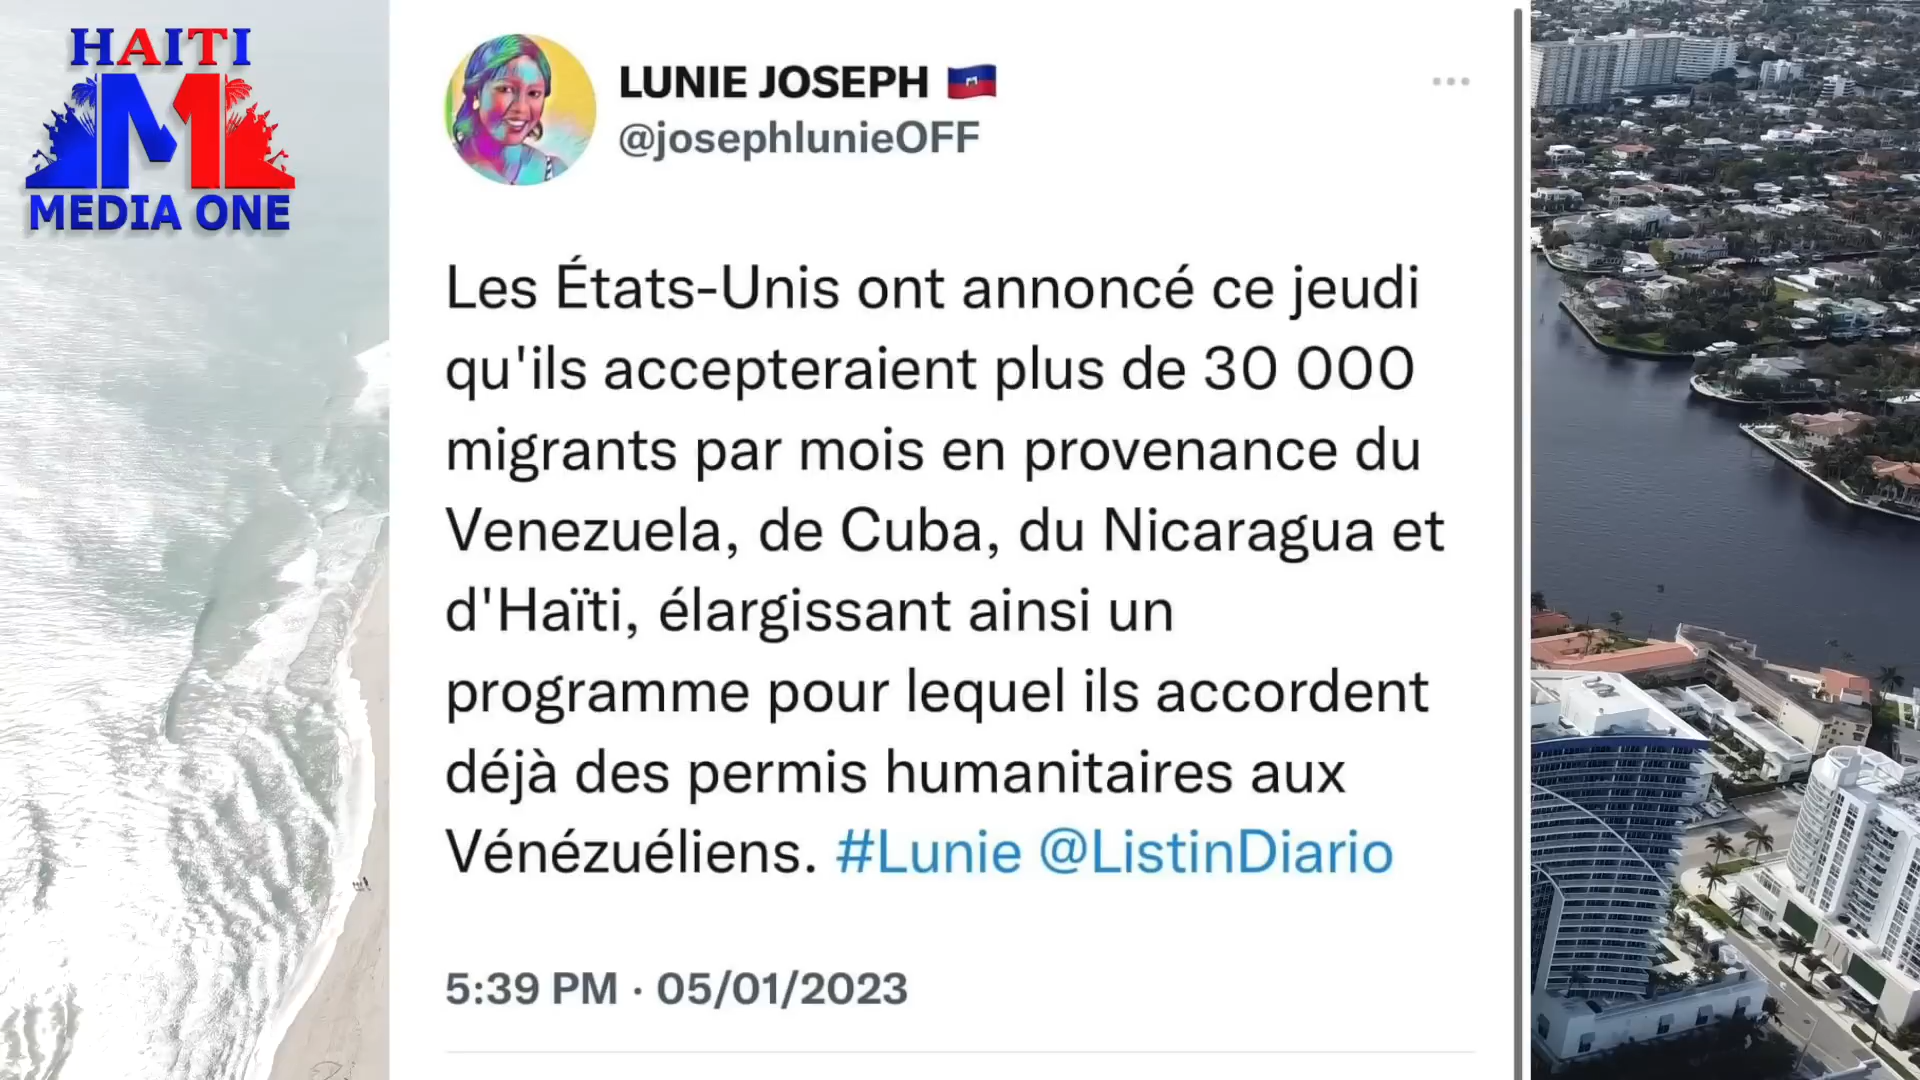 HAITI
M1
MEDIA ONE
LUNIE JOSEPH 🇭🇹
@josephlunieOFF
Les États-Unis ont annoncé ce jeudi
qu'ils accepteraient plus de 30 000
migrants par mois en provenance du
Venezuela, de Cuba, du Nicaragua et
d'Haïti, élargissant ainsi un
programme pour lequel ils accordent
déjà des permis humanitaires aux
Vénézuéliens. #Lunie @ListinDiario
5:39 PM · 05/01/2023